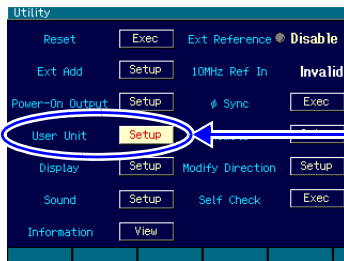 Utility
Reset Exec Ext Reference Disable
Ext Add Setup 10MHz Ref In Invalid
Power-On Output Setup ϕ Sync Exec
User Unit Setup
Display Setup Modify Direction Setup
Sound Setup Self Check Exec
Information View